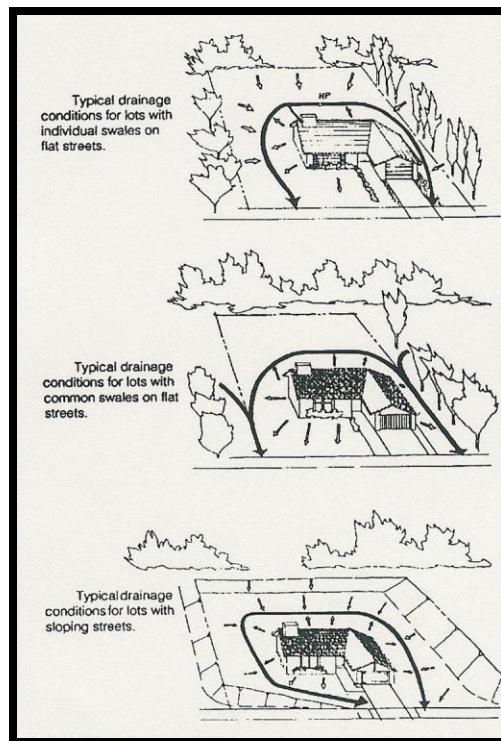 Typical drainage
conditions for lots with
individual swales on
flat streets.
HP
Typical drainage
conditions for lots with
common swales on flat
streets.
Typical drainage
conditions for lots with
sloping streets.